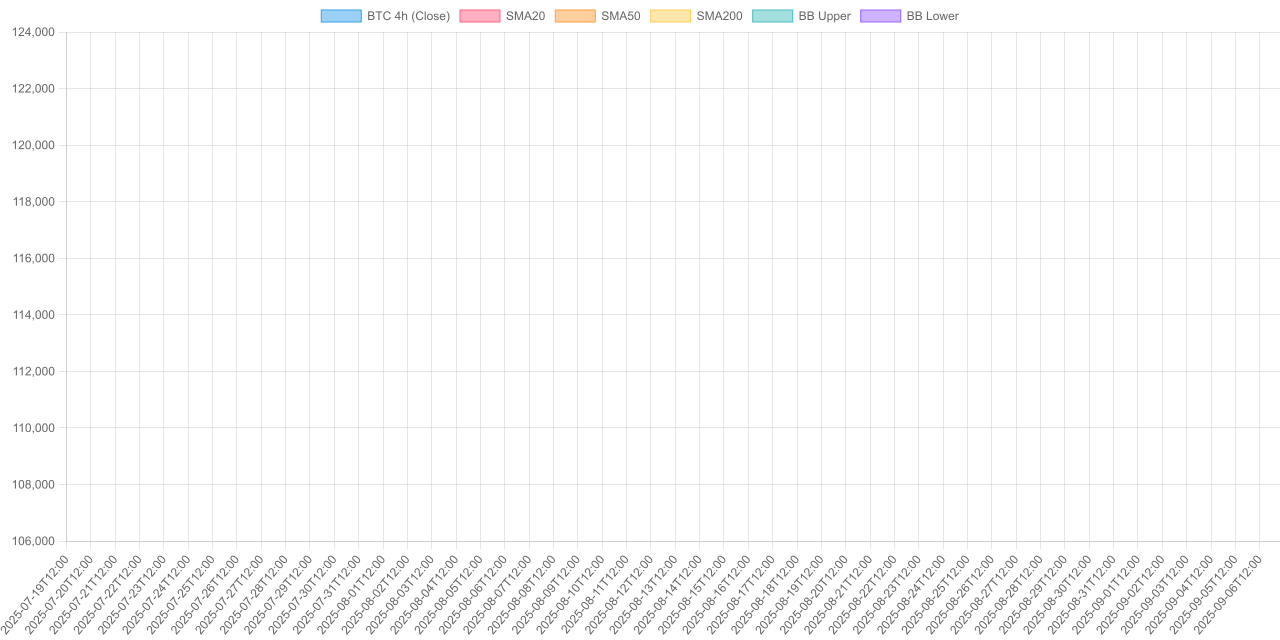 BTC 4h (Close) SMA20 SMA50 SMA200 BB Upper BB Lower
124,000
122,000
120,000
118,000
116,000
114,000
112,000
110,000
108,000
106,000
2025-07-19T12:00
2025-07-20T12:00
2025-07-21T12:00
2025-07-22T12:00
2025-07-23T12:00
2025-07-24T12:00
2025-07-25T12:00
2025-07-26T12:00
2025-07-27T12:00
2025-07-28T12:00
2025-07-29T12:00
2025-07-30T12:00
2025-07-31T12:00
2025-08-01T12:00
2025-08-02T12:00
2025-08-03T12:00
2025-08-04T12:00
2025-08-05T12:00
2025-08-06T12:00
2025-08-07T12:00
2025-08-08T12:00
2025-08-09T12:00
2025-08-10T12:00
2025-08-11T12:00
2025-08-12T12:00
2025-08-13T12:00
2025-08-14T12:00
2025-08-15T12:00
2025-08-16T12:00
2025-08-17T12:00
2025-08-18T12:00
2025-08-19T12:00
2025-08-20T12:00
2025-08-21T12:00
2025-08-22T12:00
2025-08-23T12:00
2025-08-24T12:00
2025-08-25T12:00
2025-08-26T12:00
2025-08-27T12:00
2025-08-28T12:00
2025-08-29T12:00
2025-08-30T12:00
2025-08-31T12:00
2025-09-01T12:00
2025-09-02T12:00
2025-09-03T12:00
2025-09-04T12:00
2025-09-05T12:00
2025-09-06T12:00